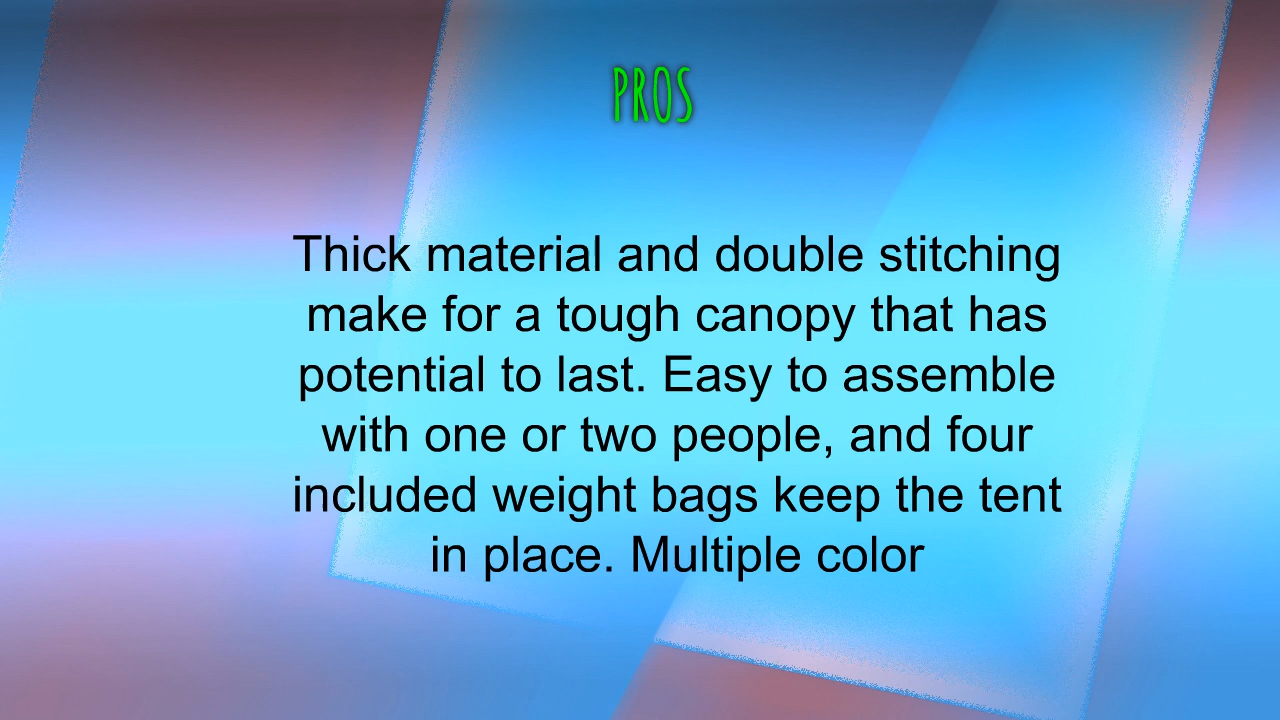 PROS
Thick material and double stitching
make for a tough canopy that has
potential to last. Easy to assemble
with one or two people, and four
included weight bags keep the tent
in place. Multiple color